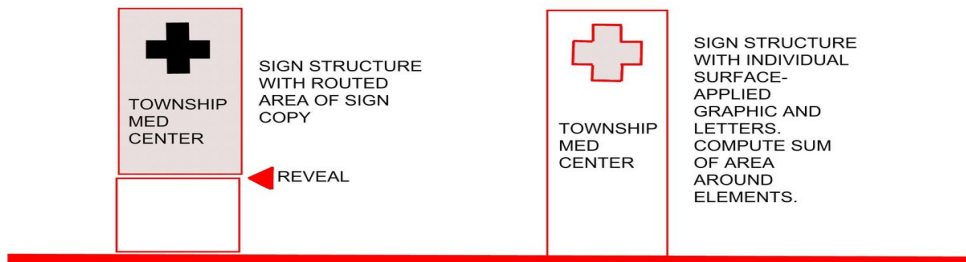 TOWNSHIP
MED
CENTER
SIGN STRUCTURE
WITH ROUTED
AREA OF SIGN
COPY
REVEAL
TOWNSHIP
MED
CENTER
SIGN STRUCTURE
WITH INDIVIDUAL
SURFACE-
APPLIED
GRAPHIC AND
LETTERS.
COMPUTE SUM
OF AREA
AROUND
ELEMENTS.